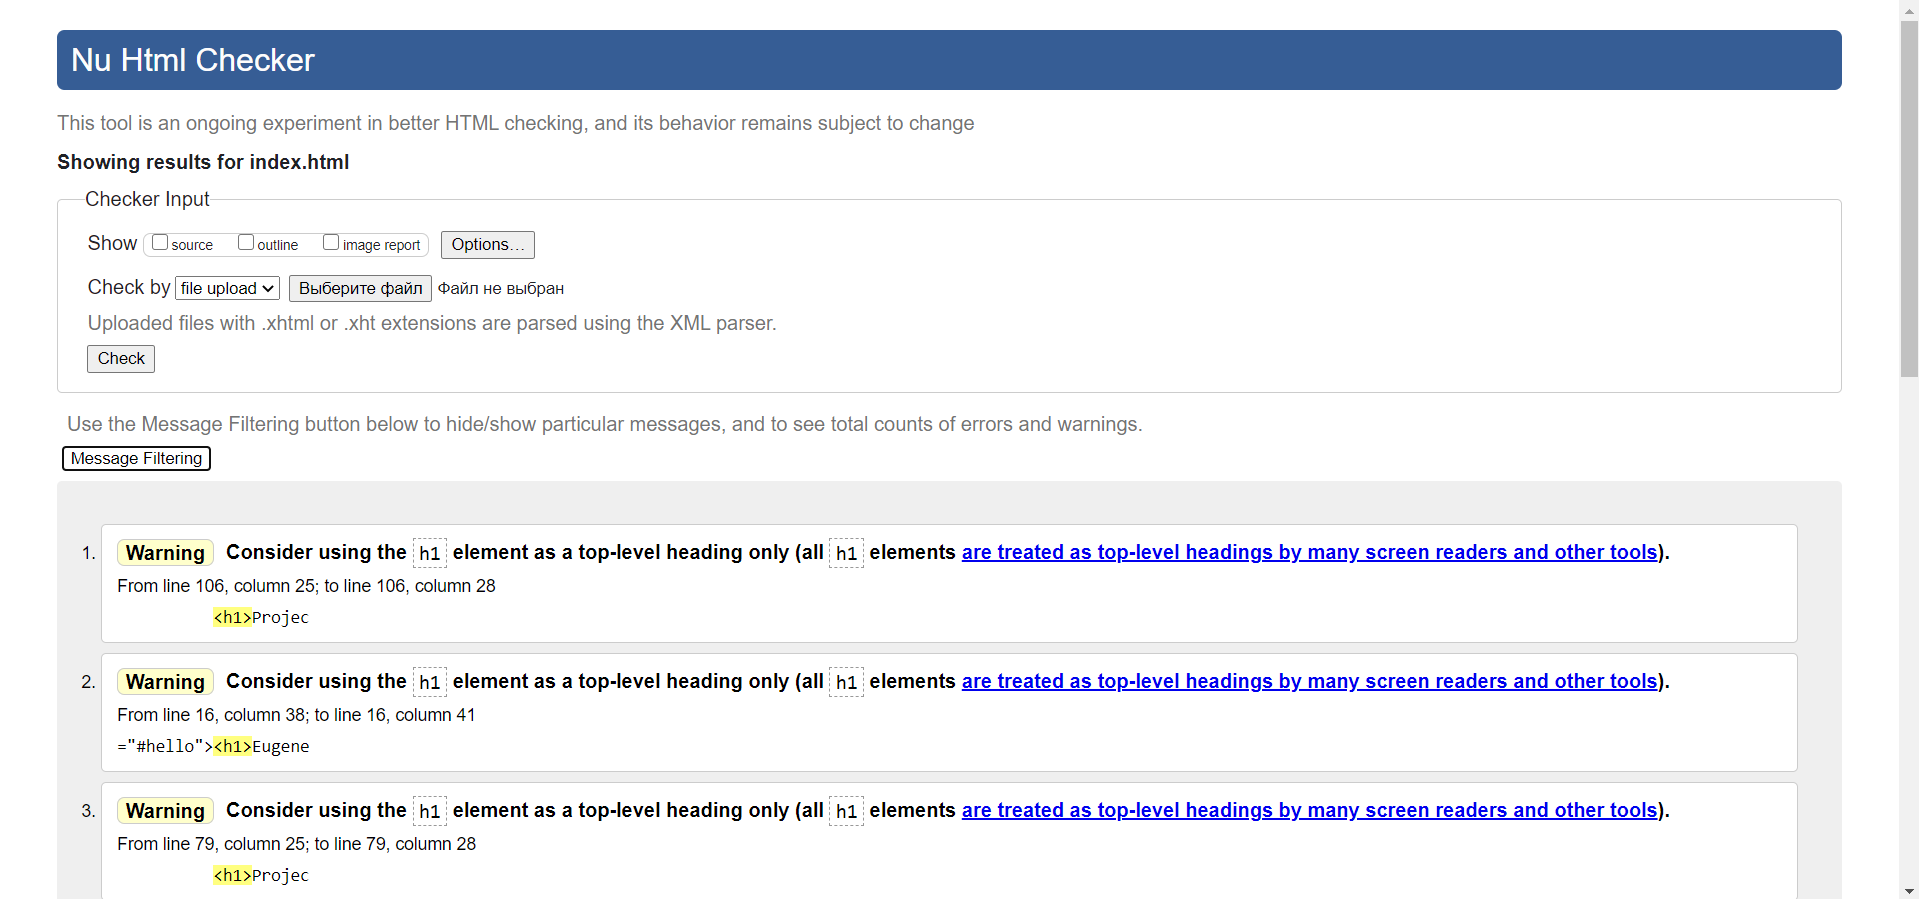 Nu Html Checker
This tool is an ongoing experiment in better HTML checking, and its behavior remains subject to change
Showing results for index.html
Checker Input
Show source outline image report Options…
Check by file upload Выберите файл Файл не выбран
Uploaded files with .xhtml or .xht extensions are parsed using the XML parser.
Check
Use the Message Filtering button below to hide/show particular messages, and to see total counts of errors and warnings.
Message Filtering
1. Warning Consider using the h1 element as a top-level heading only (all h1 elements are treated as top-level headings by many screen readers and other tools).
From line 106, column 25; to line 106, column 28
<h1>Projec
2. Warning Consider using the h1 element as a top-level heading only (all h1 elements are treated as top-level headings by many screen readers and other tools).
From line 16, column 38; to line 16, column 41
="#hello"><h1>Eugene
3. Warning Consider using the h1 element as a top-level heading only (all h1 elements are treated as top-level headings by many screen readers and other tools).
From line 79, column 25; to line 79, column 28
<h1>Projec